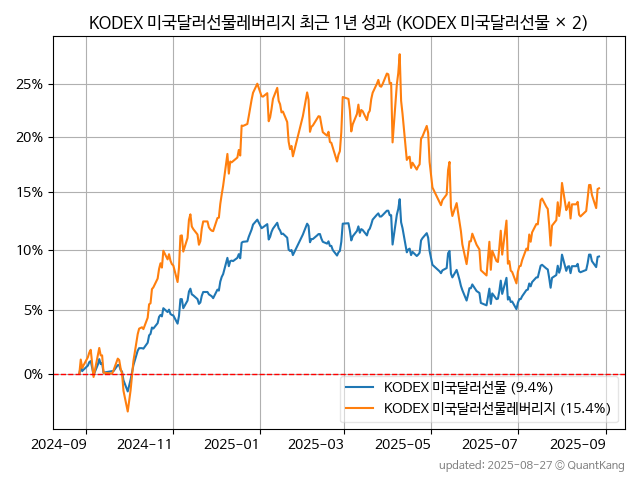 KODEX 미국달러선물레버리지 최근 1년 성과 (KODEX 미국달러선물 × 2)
25%
20%
15%
10%
5%
0%
KODEX 미국달러선물 (9.4%)
KODEX 미국달러선물레버리지 (15.4%)
2024-09 2024-11 2025-01 2025-03 2025-05 2025-07 2025-09
updated: 2025-08-27 © QuantKang